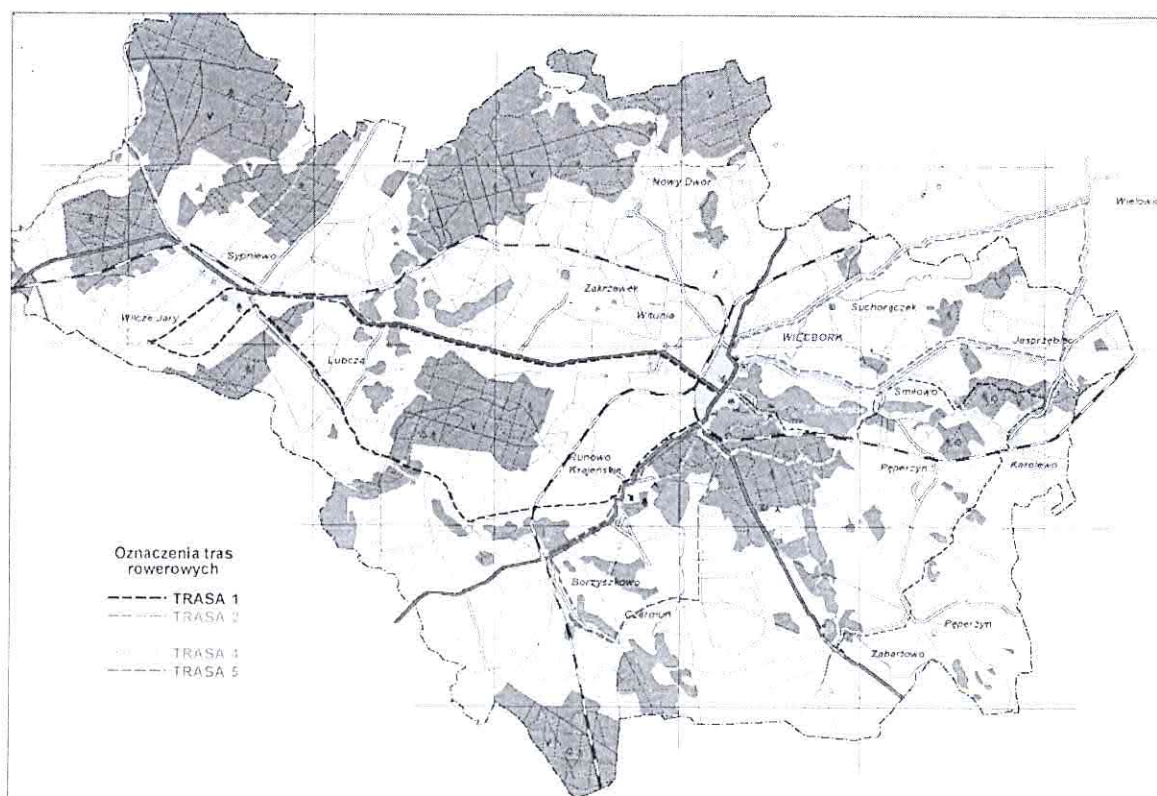 Nowy Dwór
Wielowicz
Sypniewo
Zakrzewek
Suchorączek
Wilcze Jary
Witunia
WIĘCBORK
Jastrzębiec
Lubcza
Śmiłowo
Runowo
Krajeńskie
Pęperzyn
Karolewo
Oznaczenia tras
rowerowych
TRASA 1
TRASA 2
TRASA 4
TRASA 5
Borzyszkowo
Czarmuń
Pęperzyn
Zabartowo